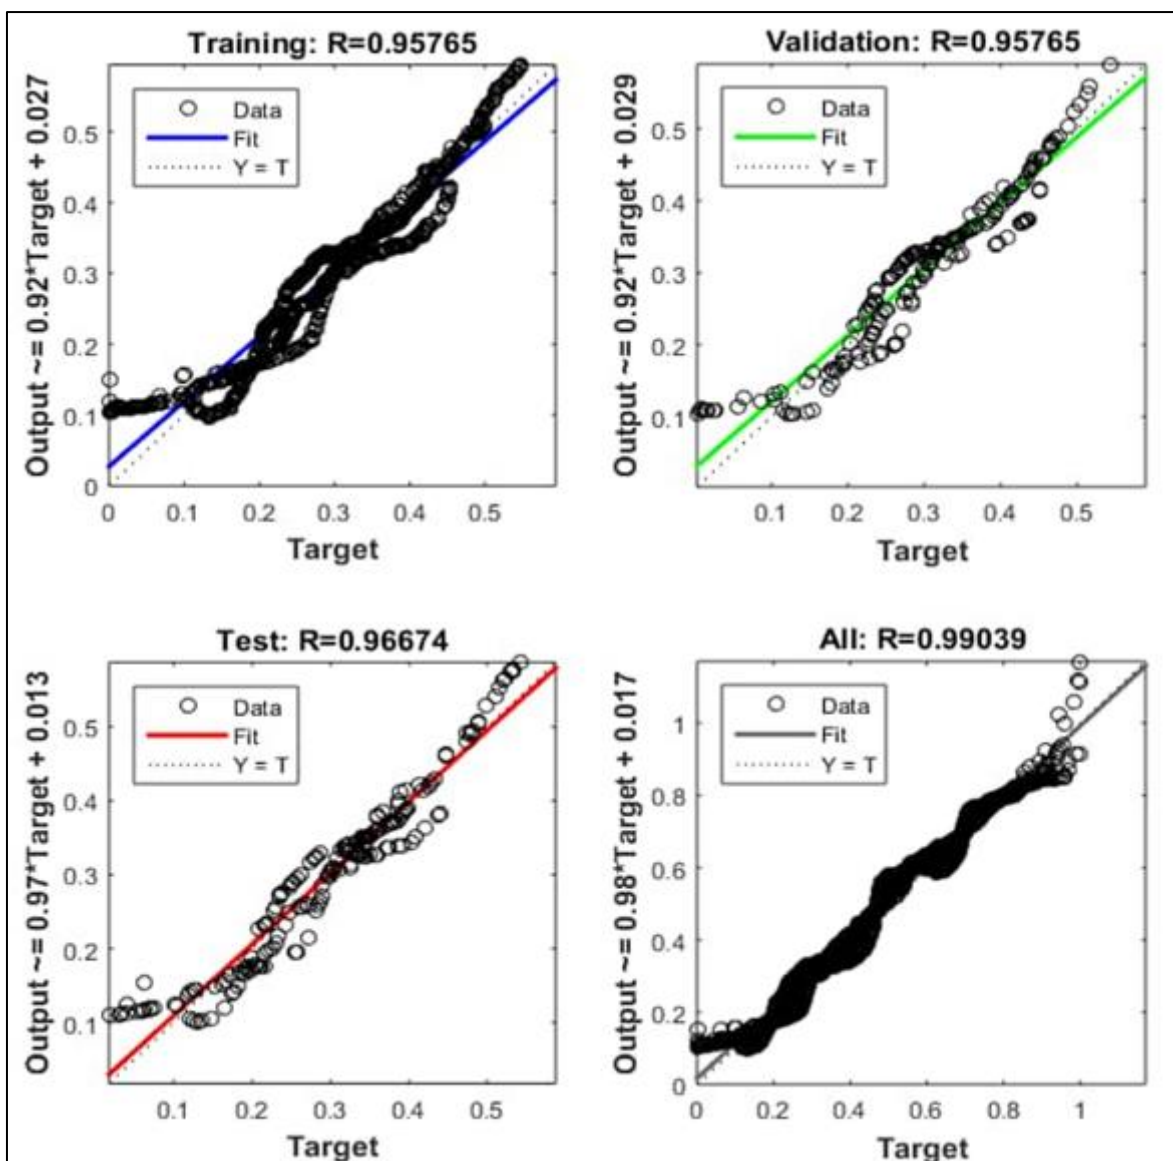 Training: R=0.95765
Output ~= 0.92*Target + 0.027
Data
Fit
Y = T
0.5
0.4
0.3
0.2
0.1
0
0 0.1 0.2 0.3 0.4 0.5
Target
Validation: R=0.95765
Output ~= 0.92*Target + 0.029
Data
Fit
Y = T
0.5
0.4
0.3
0.2
0.1
0.1 0.2 0.3 0.4 0.5
Target
Test: R=0.96674
Output ~= 0.97*Target + 0.013
Data
Fit
Y = T
0.5
0.4
0.3
0.2
0.1
0.1 0.2 0.3 0.4 0.5
Target
All: R=0.99039
Output ~= 0.98*Target + 0.017
Data
Fit
Y = T
1
0.8
0.6
0.4
0.2
0
0 0.2 0.4 0.6 0.8 1
Target